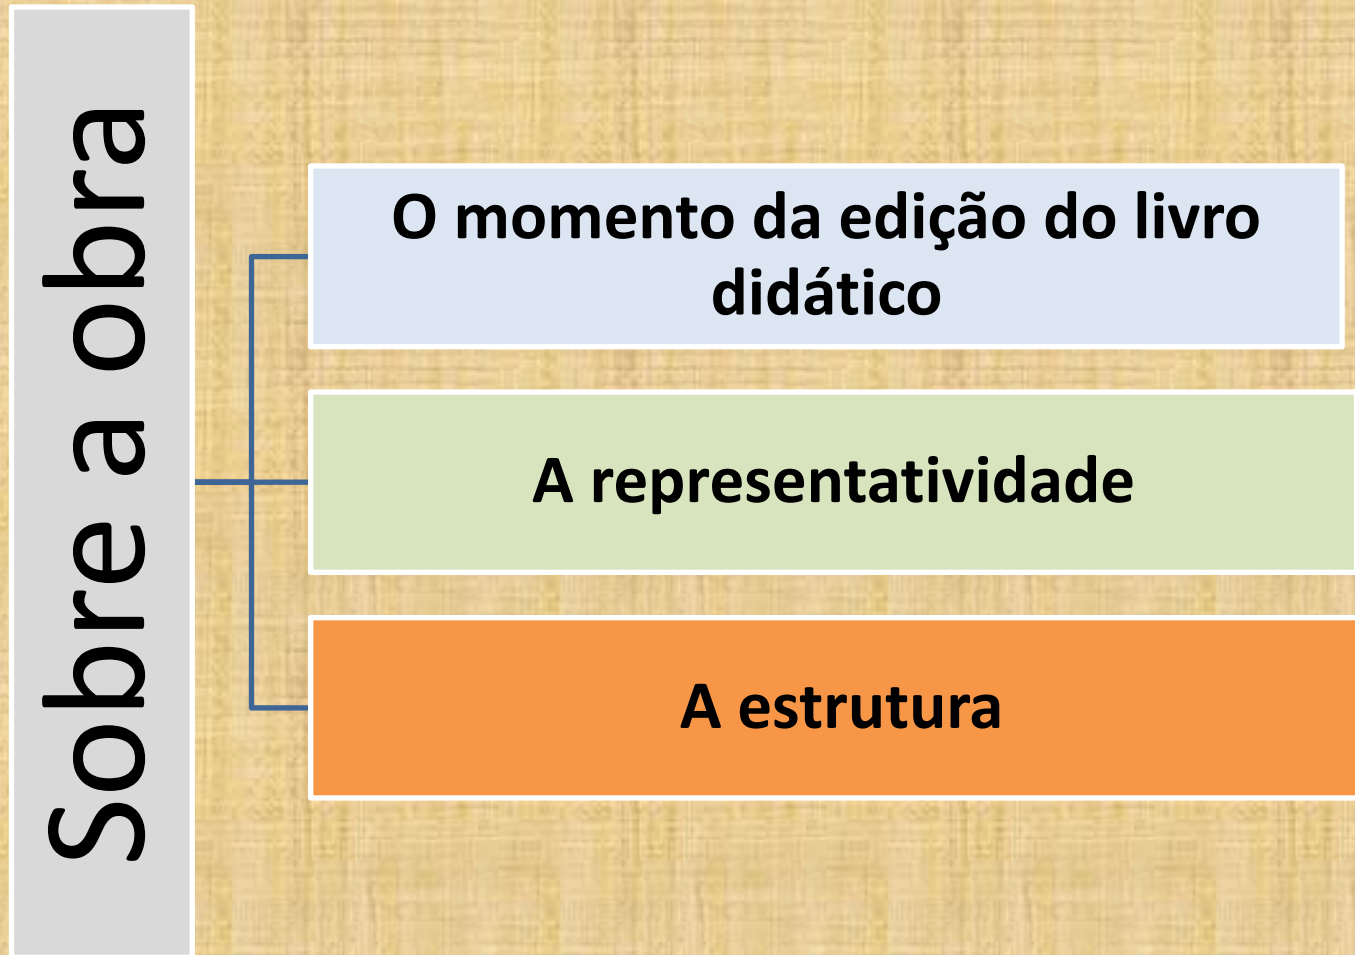 Sobre a obra
O momento da edição do livro
didático
A representatividade
A estrutura